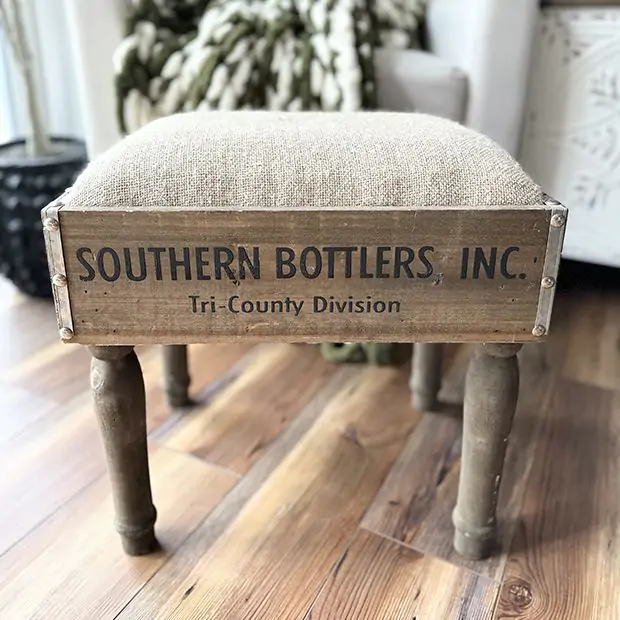 SOUTHERN BOTTLERS, INC.
Tri-County Division